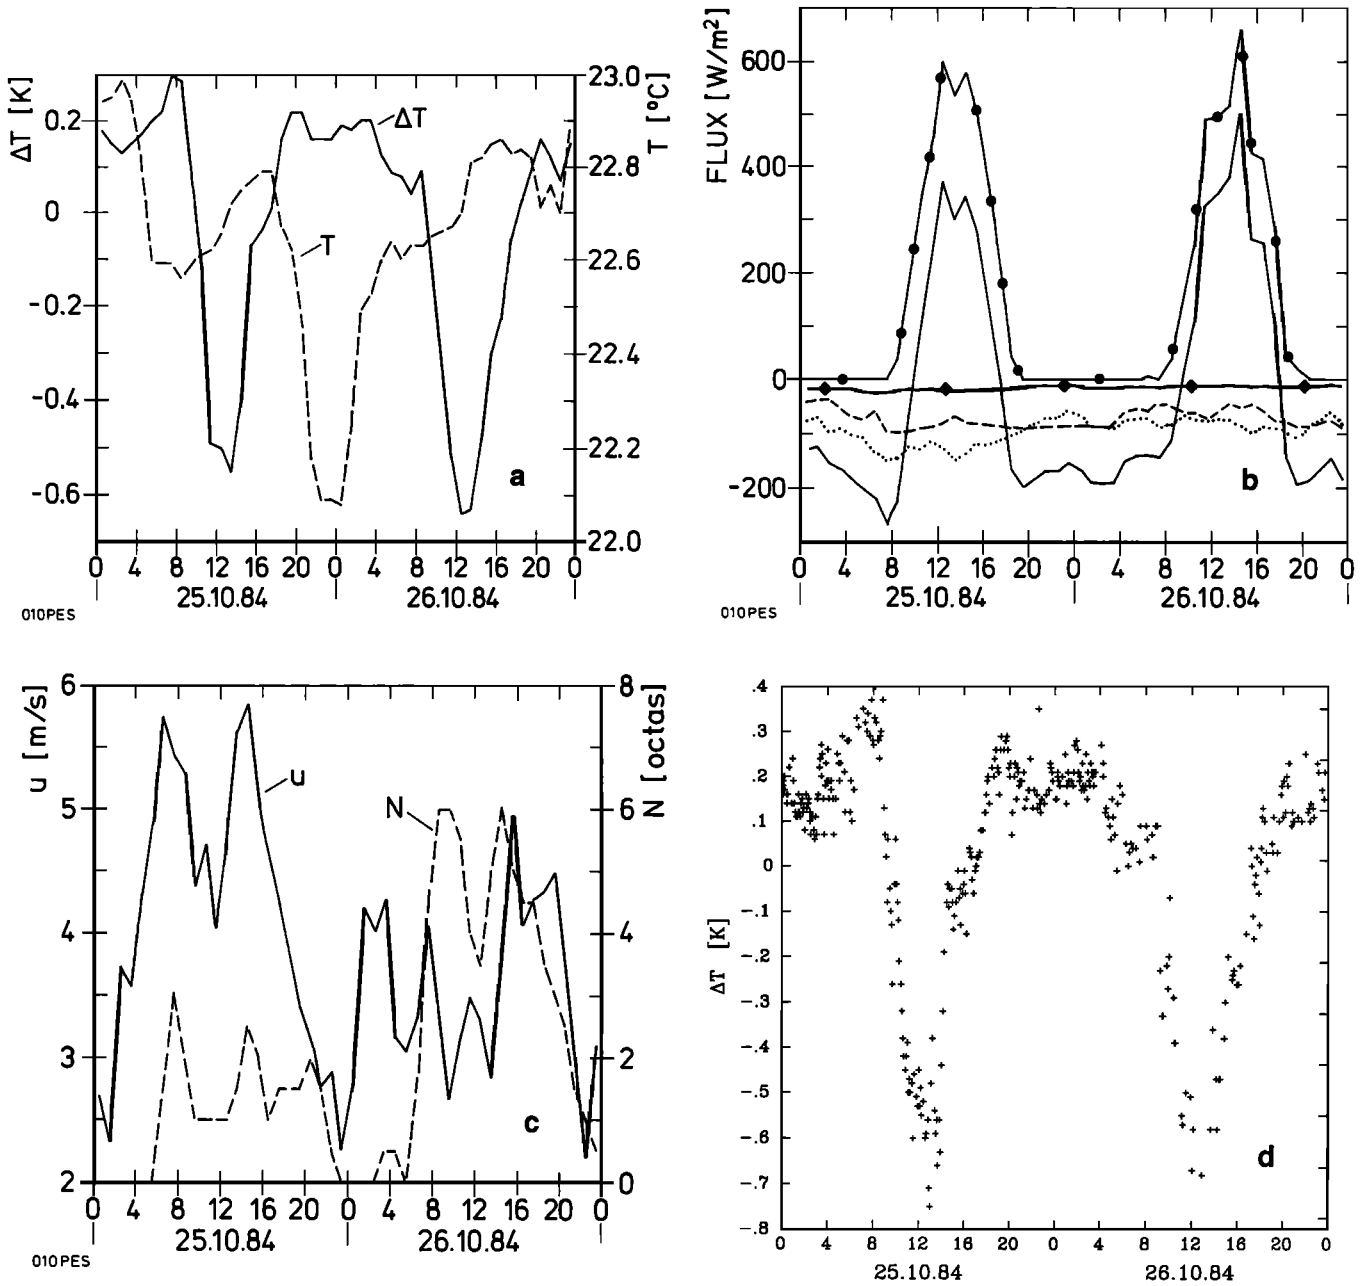 ΔT [K]
0.2
0
-0.2
-0.4
-0.6
23.0
22.8
22.6
22.4
22.2
22.0
T [°C]
ΔT
T
a
0 4 8 12 16 20 0 4 8 12 16 20 0
25.10.84 26.10.84
010PES
FLUX [W/m²]
600
400
200
0
-200
b
0 4 8 12 16 20 0 4 8 12 16 20 0
25.10.84 26.10.84
010PES
u [m/s]
6
5
4
3
2
8
6
4
2
0
N [octas]
u
N
c
0 4 8 12 16 20 0 4 8 12 16 20 0
25.10.84 26.10.84
010PES
ΔT [K]
.4
.3
.2
.1
0
-.1
-.2
-.3
-.4
-.5
-.6
-.7
-.8
d
0 4 8 12 16 20 0 4 8 12 16 20 0
25.10.84 26.10.84